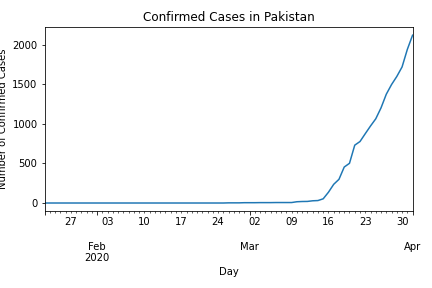 Confirmed Cases in Pakistan
Number of Confirmed Cases
2000
1500
1000
500
0
27 03 10 17 24 02 09 16 23 30
Feb Mar Apr
2020
Day